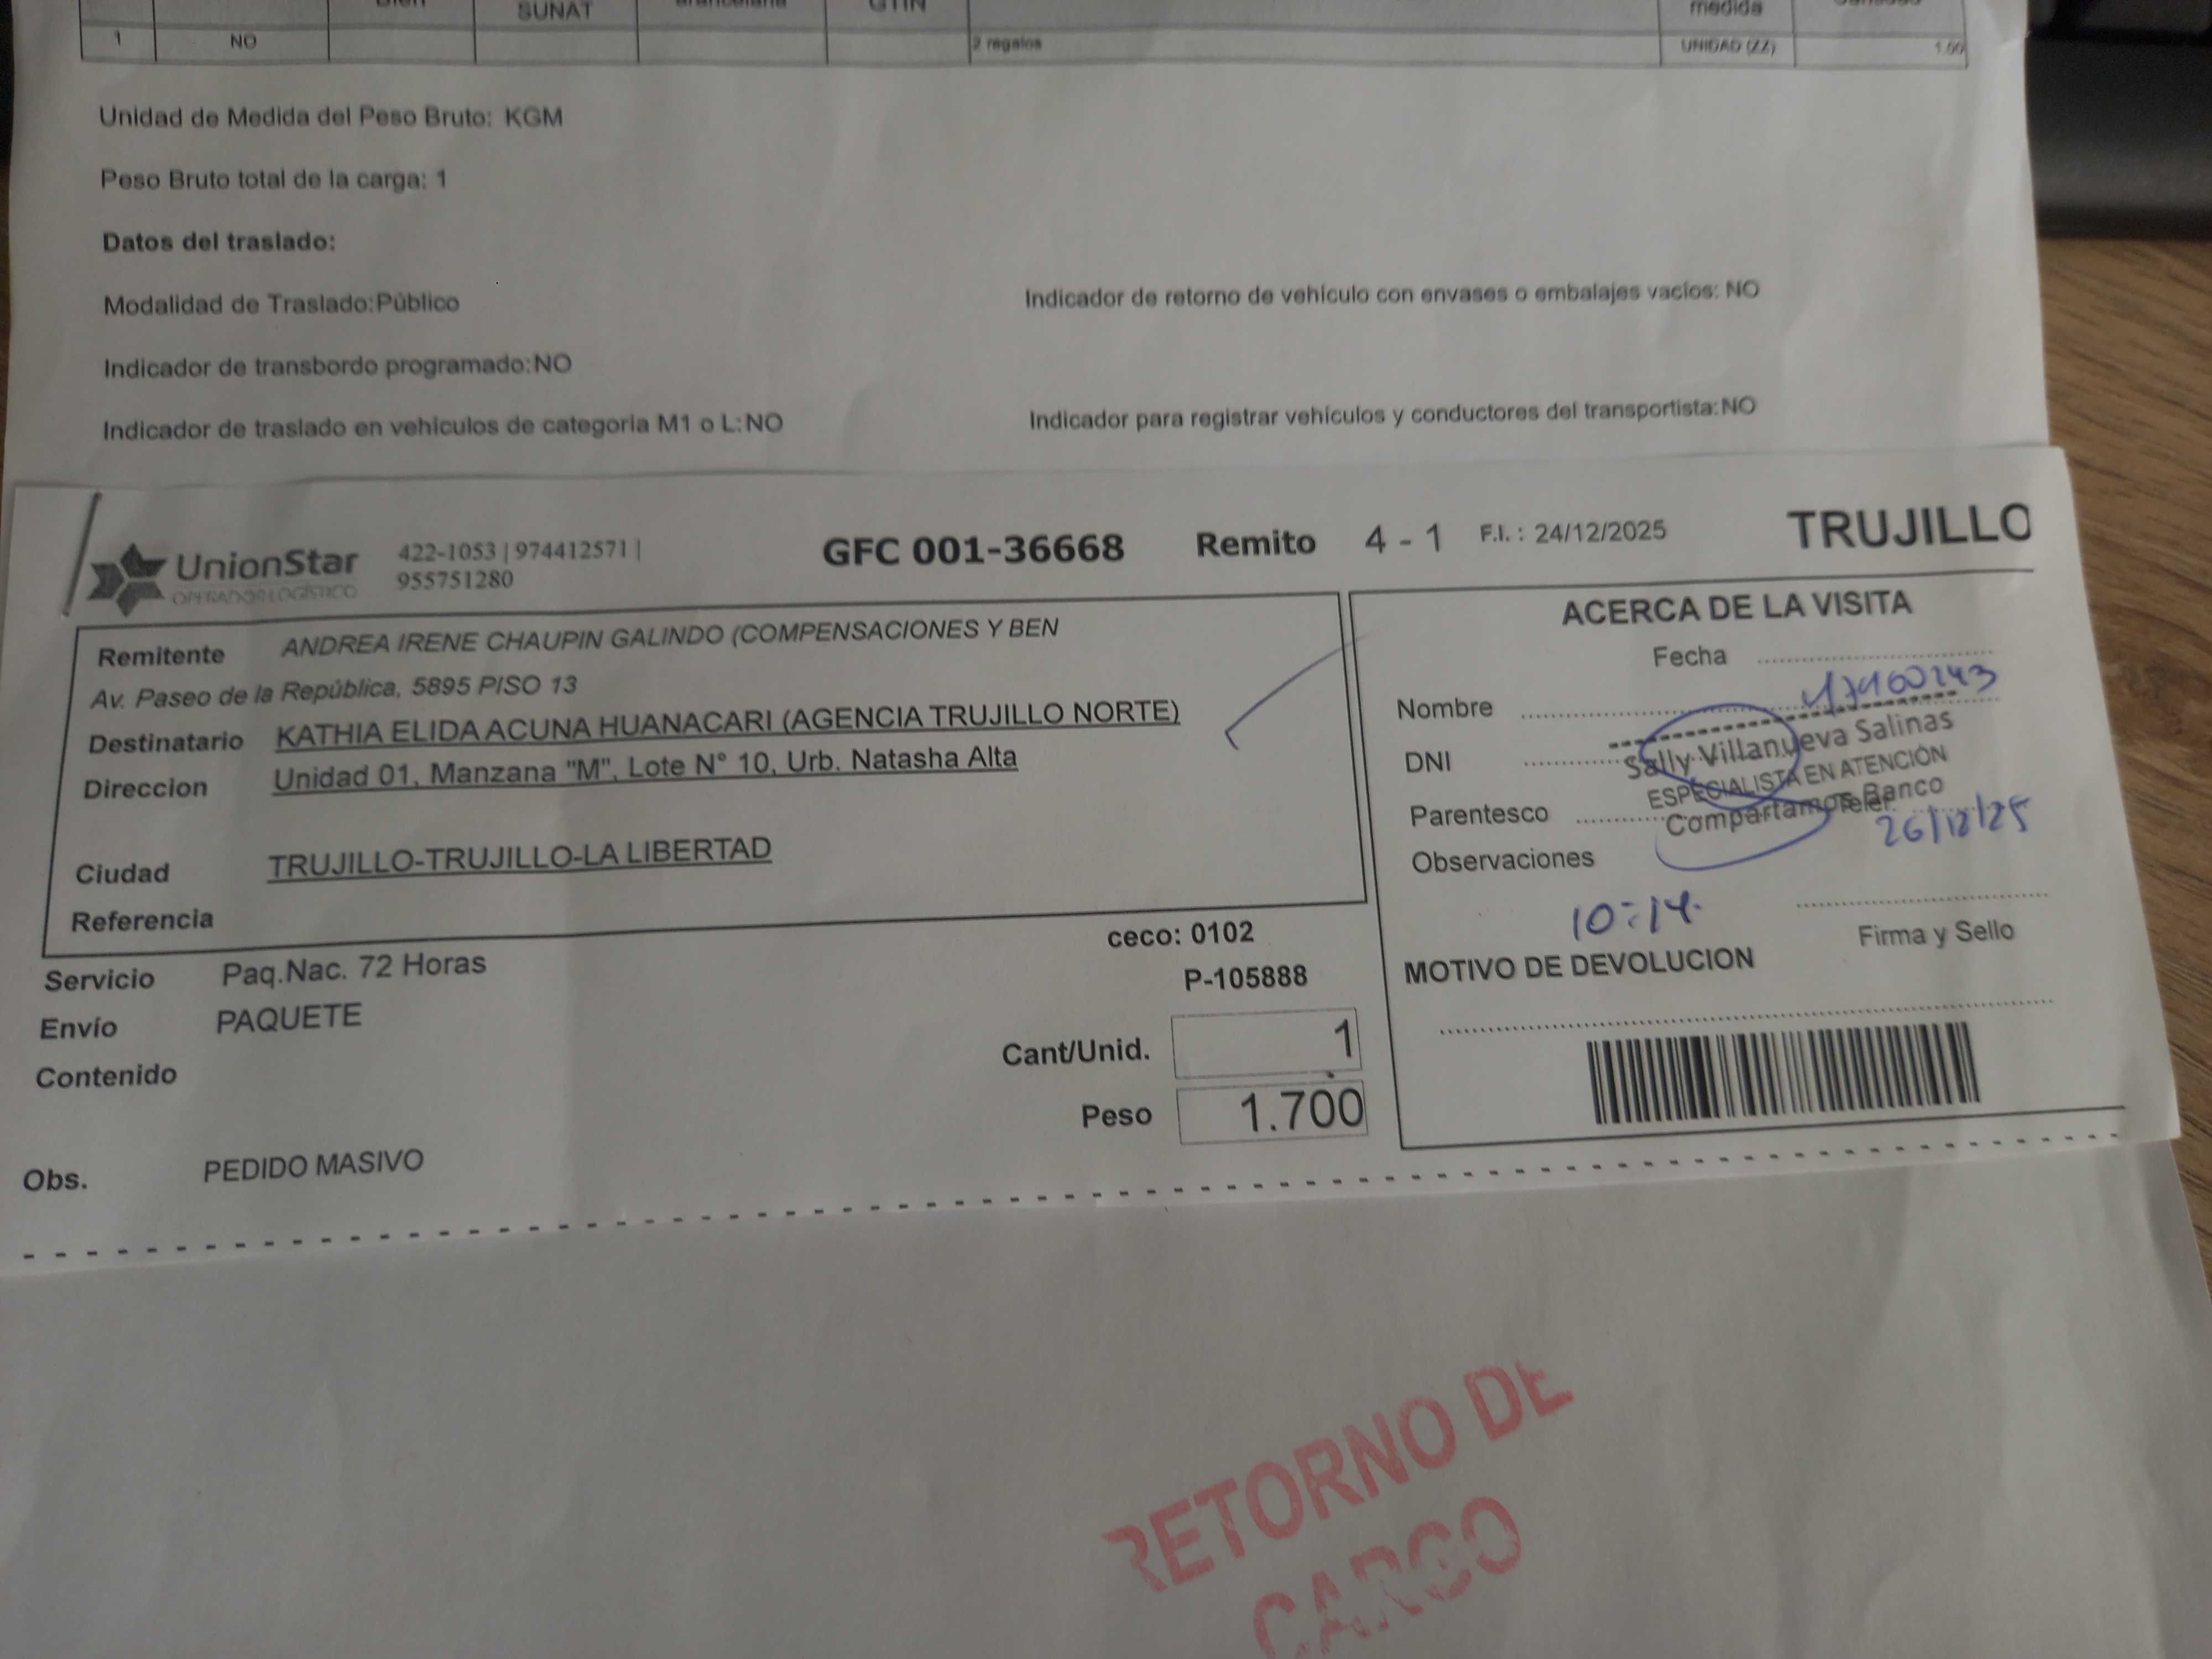 SUNAT
medida
1 NO 2 regalos UNIDAD (ZZ) 1.00
Unidad de Medida del Peso Bruto: KGM
Peso Bruto total de la carga: 1
Datos del traslado:
Modalidad de Traslado:Público
Indicador de retorno de vehículo con envases o embalajes vacíos: NO
Indicador de transbordo programado:NO
Indicador de traslado en vehículos de categoría M1 o L:NO
Indicador para registrar vehículos y conductores del transportista:NO
UnionStar
OPERADOR LOGÍSTICO
422-1053 | 974412571 |
955751280
GFC 001-36668 Remito 4 - 1 F.I. : 24/12/2025 TRUJILLO
Remitente ANDREA IRENE CHAUPIN GALINDO (COMPENSACIONES Y BEN
Av. Paseo de la República, 5895 PISO 13
Destinatario KATHIA ELIDA ACUNA HUANACARI (AGENCIA TRUJILLO NORTE)
Direccion Unidad 01, Manzana "M", Lote N° 10, Urb. Natasha Alta
Ciudad TRUJILLO-TRUJILLO-LA LIBERTAD
Referencia
ceco: 0102
Servicio Paq.Nac. 72 Horas
P-105888
Envío PAQUETE
Cant/Unid. 1
Contenido
Peso 1.700
Obs. PEDIDO MASIVO
ACERCA DE LA VISITA
Fecha
Nombre
DNI
Sally Villanueva Salinas
ESPECIALISTA EN ATENCIÓN
Parentesco
Compartamos Banco
26/12/25
Observaciones
10:14.
Firma y Sello
MOTIVO DE DEVOLUCION
RETORNO DE
CARGO